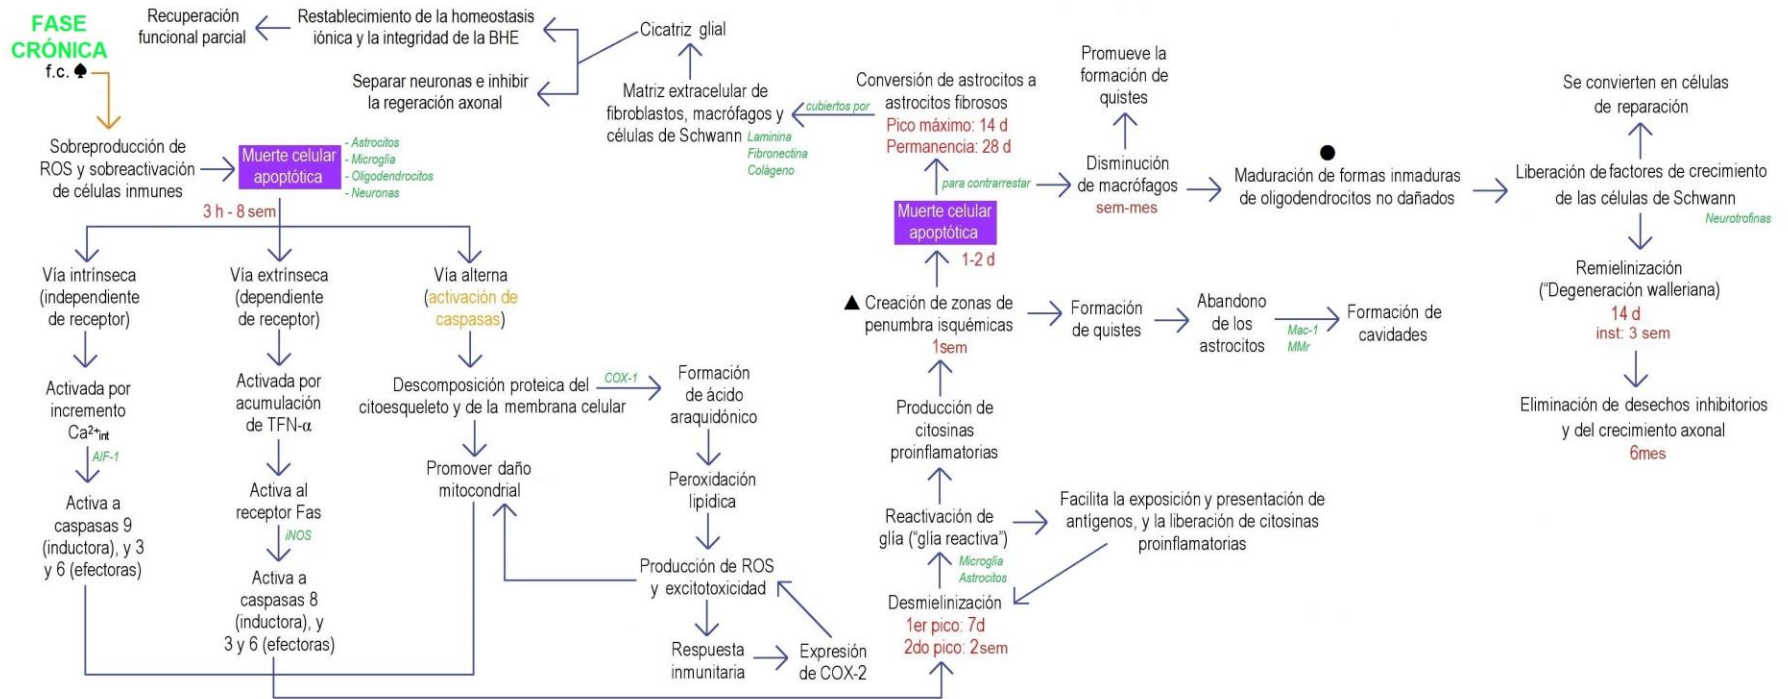 FASE
CRÓNICA
f.c. ♠
Sobreproducción de
ROS y sobreactivación
de células inmunes
Muerte celular
apoptótica
- Astrocitos
- Microglía
- Oligodendrocitos
- Neuronas
3 h - 8 sem
Recuperación
funcional parcial
Restablecimiento de la homeostasis
iónica y la integridad de la BHE
Separar neuronas e inhibir
la regeración axonal
Cicatriz glial
Matriz extracelular de
fibroblastos, macrófagos y
células de Schwann
Laminina
Fibronectina
Colágeno
cubiertos por
Conversión de astrocitos a
astrocitos fibrosos
Pico máximo: 14 d
Permanencia: 28 d
para contrarrestar
Muerte celular
apoptótica
1-2 d
Promueve la
formación de
quistes
Disminución
de macrófagos
sem-mes
●
Maduración de formas inmaduras
de oligodendrocitos no dañados
Se convierten en células
de reparación
Liberación de factores de crecimiento
de las células de Schwann
Neurotrofinas
Remielinización
("Degeneración walleriana)
14 d
inst: 3 sem
Eliminación de desechos inhibitorios
y del crecimiento axonal
6mes
Vía intrínseca
(independiente
de receptor)
Activada por
incremento
Ca²⁺int
AIF-1
Activa a
caspasas 9
(inductora), y 3
y 6 (efectoras)
Vía extrínseca
(dependiente
de receptor)
Activada por
acumulación
de TFN-α
Activa al
receptor Fas
iNOS
Activa a
caspasas 8
(inductora), y
3 y 6 (efectoras)
Vía alterna
(activación de
caspasas)
Descomposición proteica del
citoesqueleto y de la membrana celular
COX-1
Promover daño
mitocondrial
Formación
de ácido
araquidónico
Peroxidación
lipídica
Producción de ROS
y excitotoxicidad
Respuesta
inmunitaria
Expresión
de COX-2
▲ Creación de zonas de
penumbra isquémicas
1sem
Formación
de quistes
Abandono
de los
astrocitos
Mac-1
MMr
Formación de
cavidades
Producción de
citosinas
proinflamatorias
Reactivación de
glía ("glía reactiva")
Microglía
Astrocitos
Facilita la exposición y presentación de
antígenos, y la liberación de citosinas
proinflamatorias
Desmielinización
1er pico: 7d
2do pico: 2sem